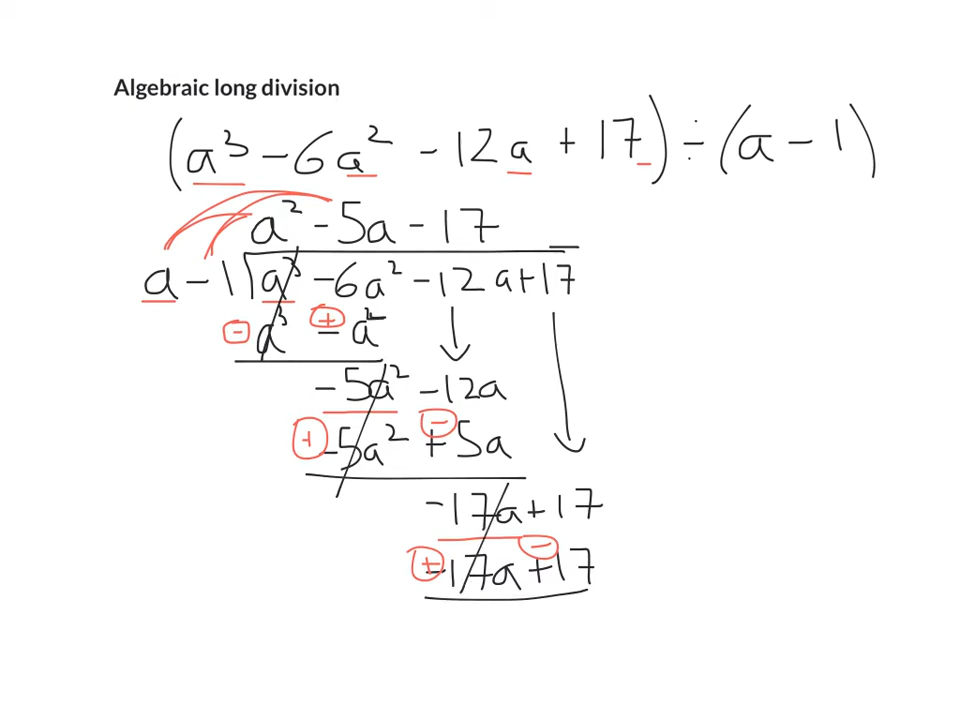 Algebraic long division
(a³ - 6a² - 12a + 17) ÷ (a - 1)
a² - 5a - 17
a - 1 a³ - 6a² - 12a + 17
- a³ + - a²
- 5a² - 12a
+ - 5a² - + 5a
- 17a + 17
+ - 17a - + 17